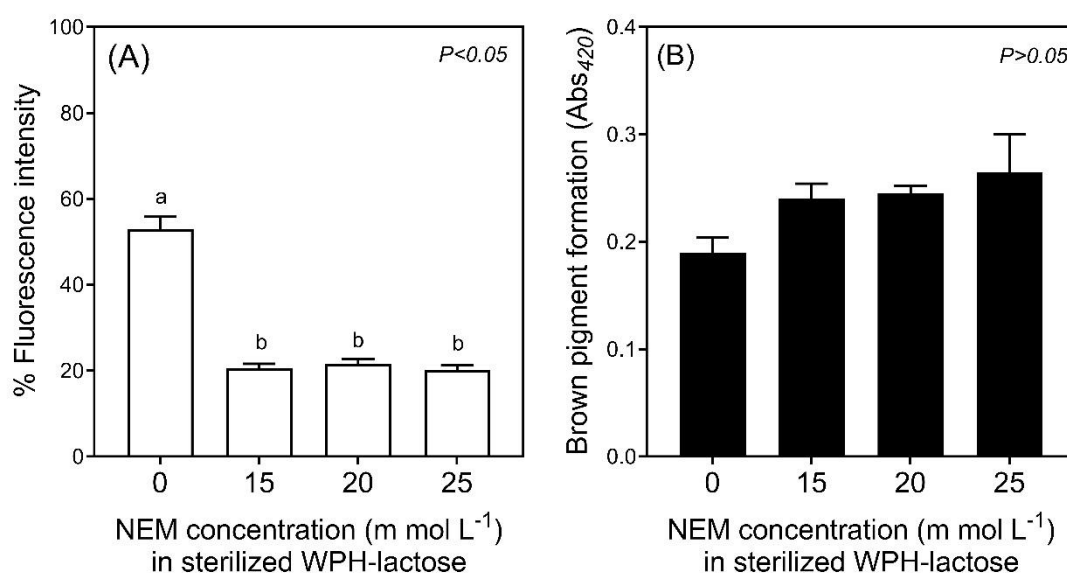 (A)
P<0.05
% Fluorescence intensity
100
80
60
40
20
0
a
b
b
b
0 15 20 25
NEM concentration (m mol L-1)
in sterilized WPH-lactose
(B)
P>0.05
Brown pigment formation (Abs420)
0.4
0.3
0.2
0.1
0.0
0 15 20 25
NEM concentration (m mol L-1)
in sterilized WPH-lactose